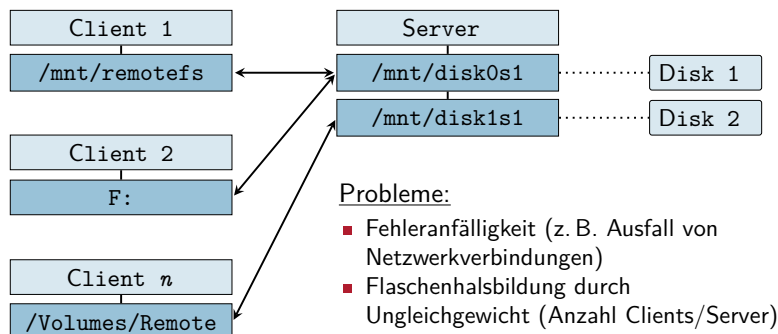 Client 1
/mnt/remotefs
Client 2
F:
Client n
/Volumes/Remote
Server
/mnt/disk0s1
/mnt/disk1s1
Disk 1
Disk 2
Probleme:
Fehleranfälligkeit (z. B. Ausfall von
Netzwerkverbindungen)
Flaschenhalsbildung durch
Ungleichgewicht (Anzahl Clients/Server)